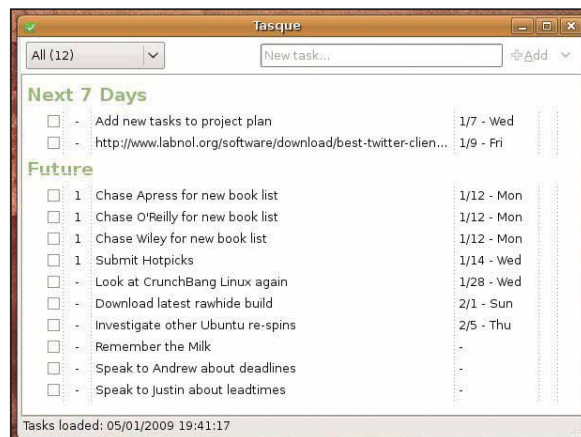 Tasque
All (12)
New task...
Add
Next 7 Days
- Add new tasks to project plan 1/7 - Wed
- http://www.labnol.org/software/download/best-twitter-clien... 1/9 - Fri
Future
1 Chase Apress for new book list 1/12 - Mon
1 Chase O'Reilly for new book list 1/12 - Mon
1 Chase Wiley for new book list 1/12 - Mon
1 Submit Hotpicks 1/14 - Wed
- Look at CrunchBang Linux again 1/28 - Wed
- Download latest rawhide build 2/1 - Sun
- Investigate other Ubuntu re-spins 2/5 - Thu
- Remember the Milk -
- Speak to Andrew about deadlines -
- Speak to Justin about leadtimes -
Tasks loaded: 05/01/2009 19:41:17